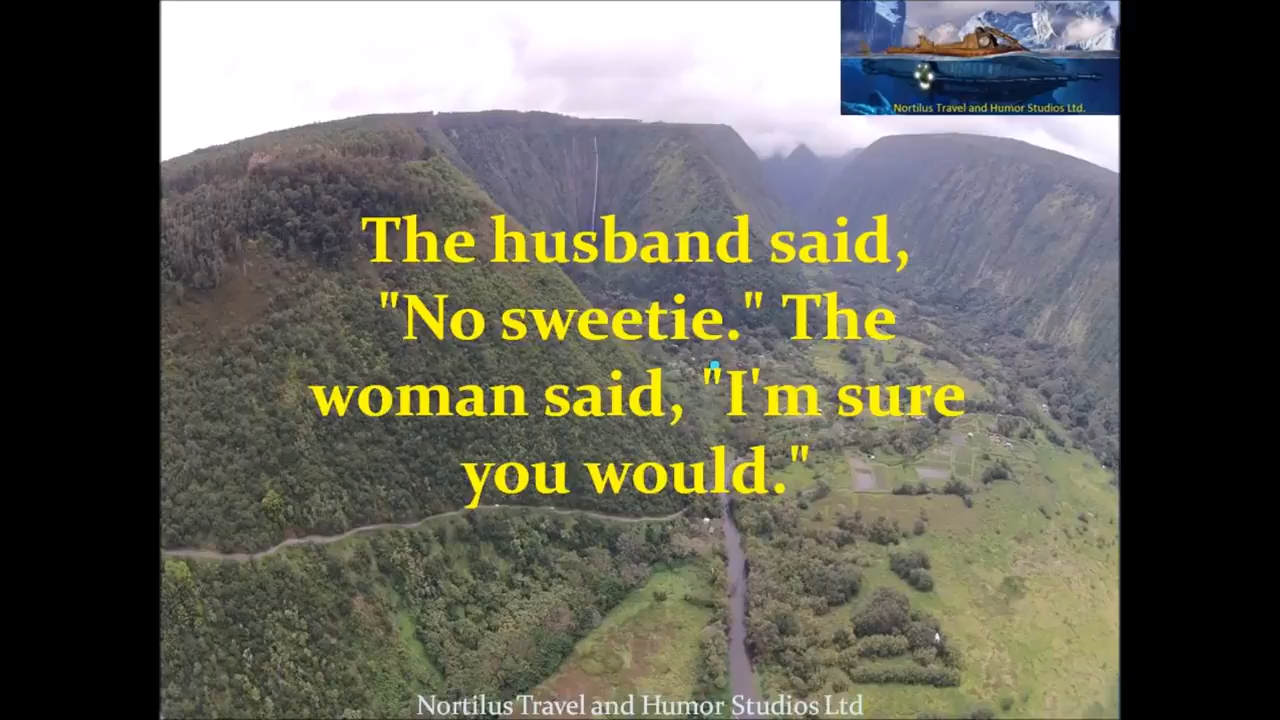 Nortilus Travel and Humor Studios Ltd.
The husband said,
"No sweetie." The
woman said, "I'm sure
you would."
Nortilus Travel and Humor Studios Ltd